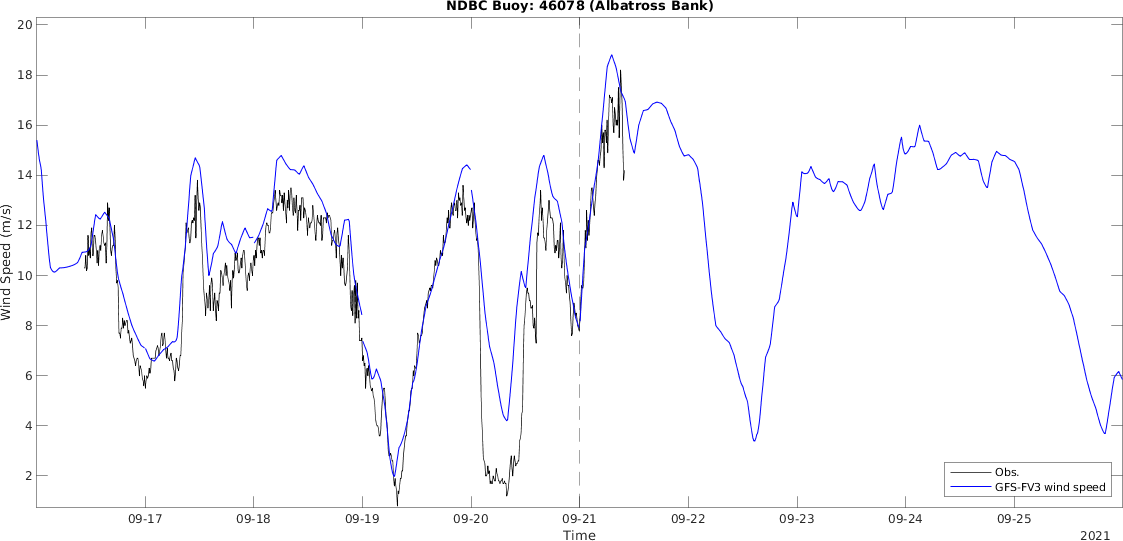 NDBC Buoy: 46078 (Albatross Bank)
20
18
16
14
12
10
8
6
4
2
Wind Speed (m/s)
Obs.
GFS-FV3 wind speed
09-17 09-18 09-19 09-20 09-21 09-22 09-23 09-24 09-25
Time
2021